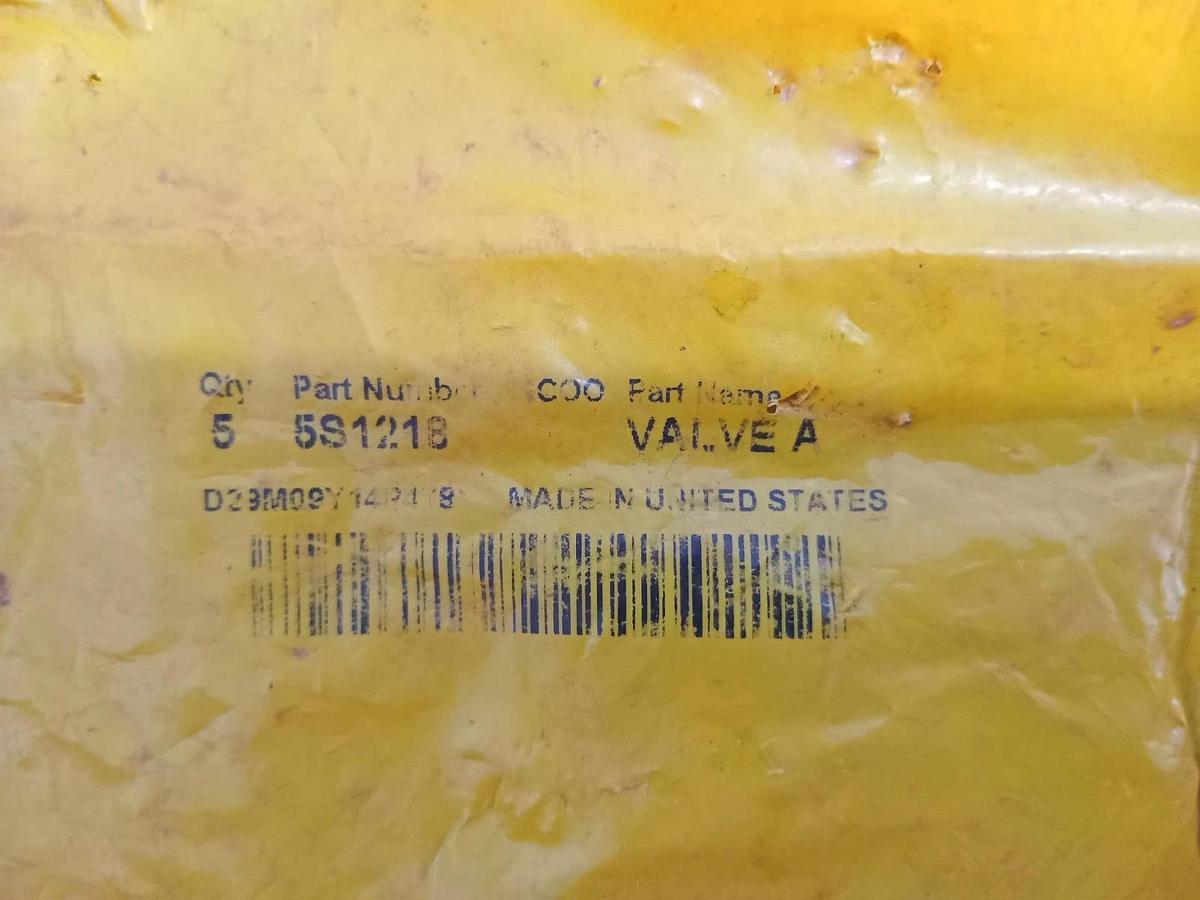 Qty Part Number COO Part Name
5 5S1218 VALVE A
MADE IN UNITED STATES